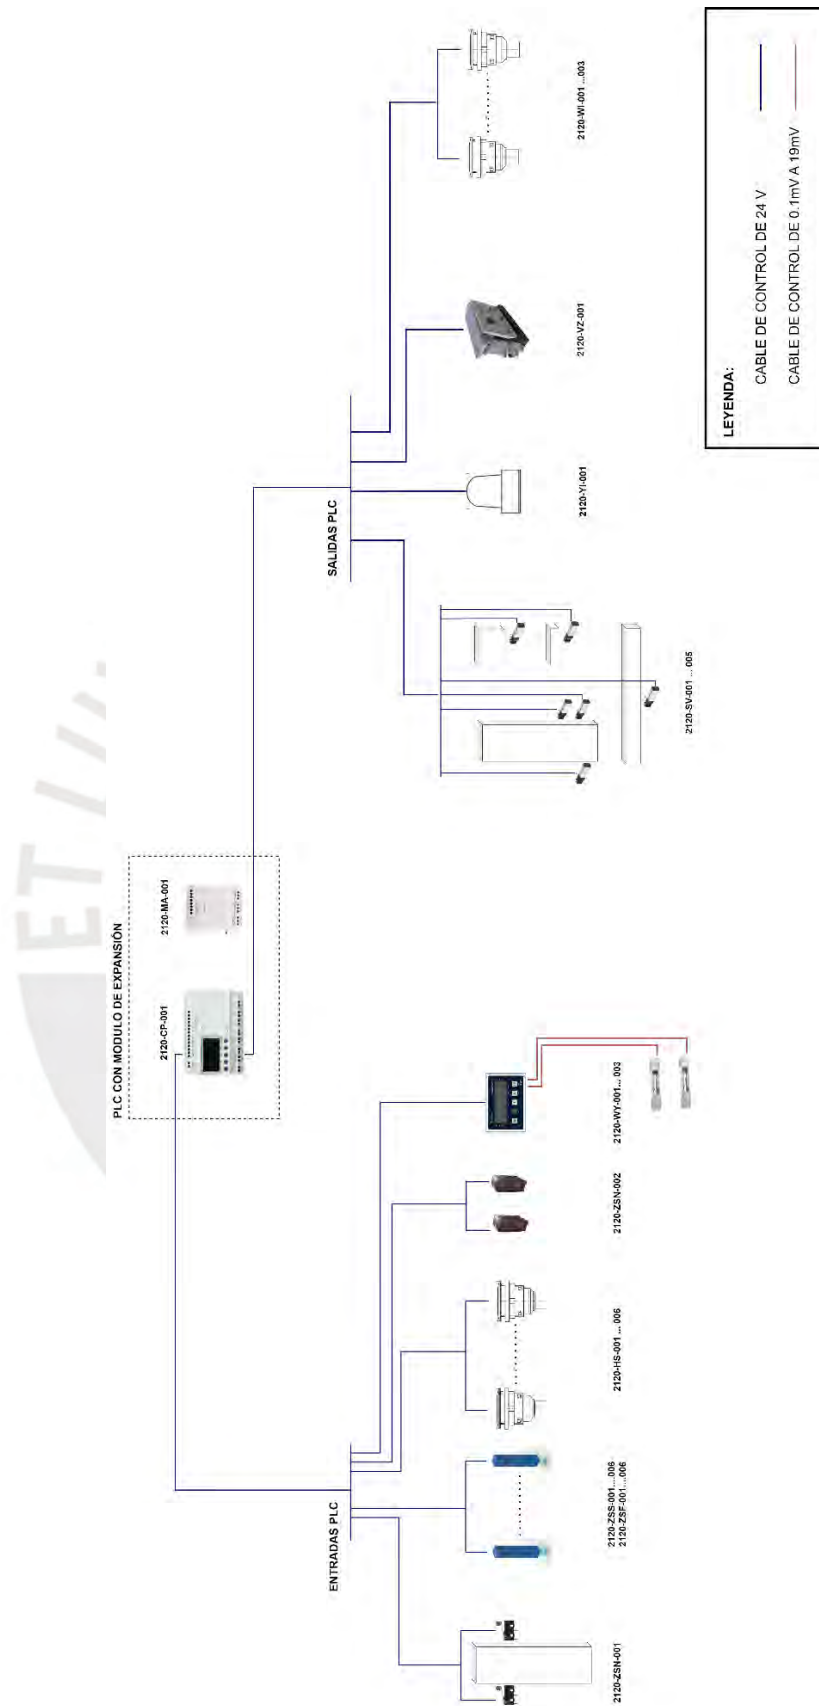 PLC CON MODULO DE EXPANSIÓN
2120-CP-001
2120-MA-001
ENTRADAS PLC
SALIDAS PLC
2120-ZSN-001
2120-ZSS-001....006
2120-ZSF-001....006
2120-HS-001 ... 006
2120-ZSN-002
2120-WY-001... 003
2120-SV-001 ... 005
2120-YI-001
2120-VZ-001
2120-WI-001 ...003
LEYENDA:
CABLE DE CONTROL DE 24 V
CABLE DE CONTROL DE 0.1mV A 19mV
ET